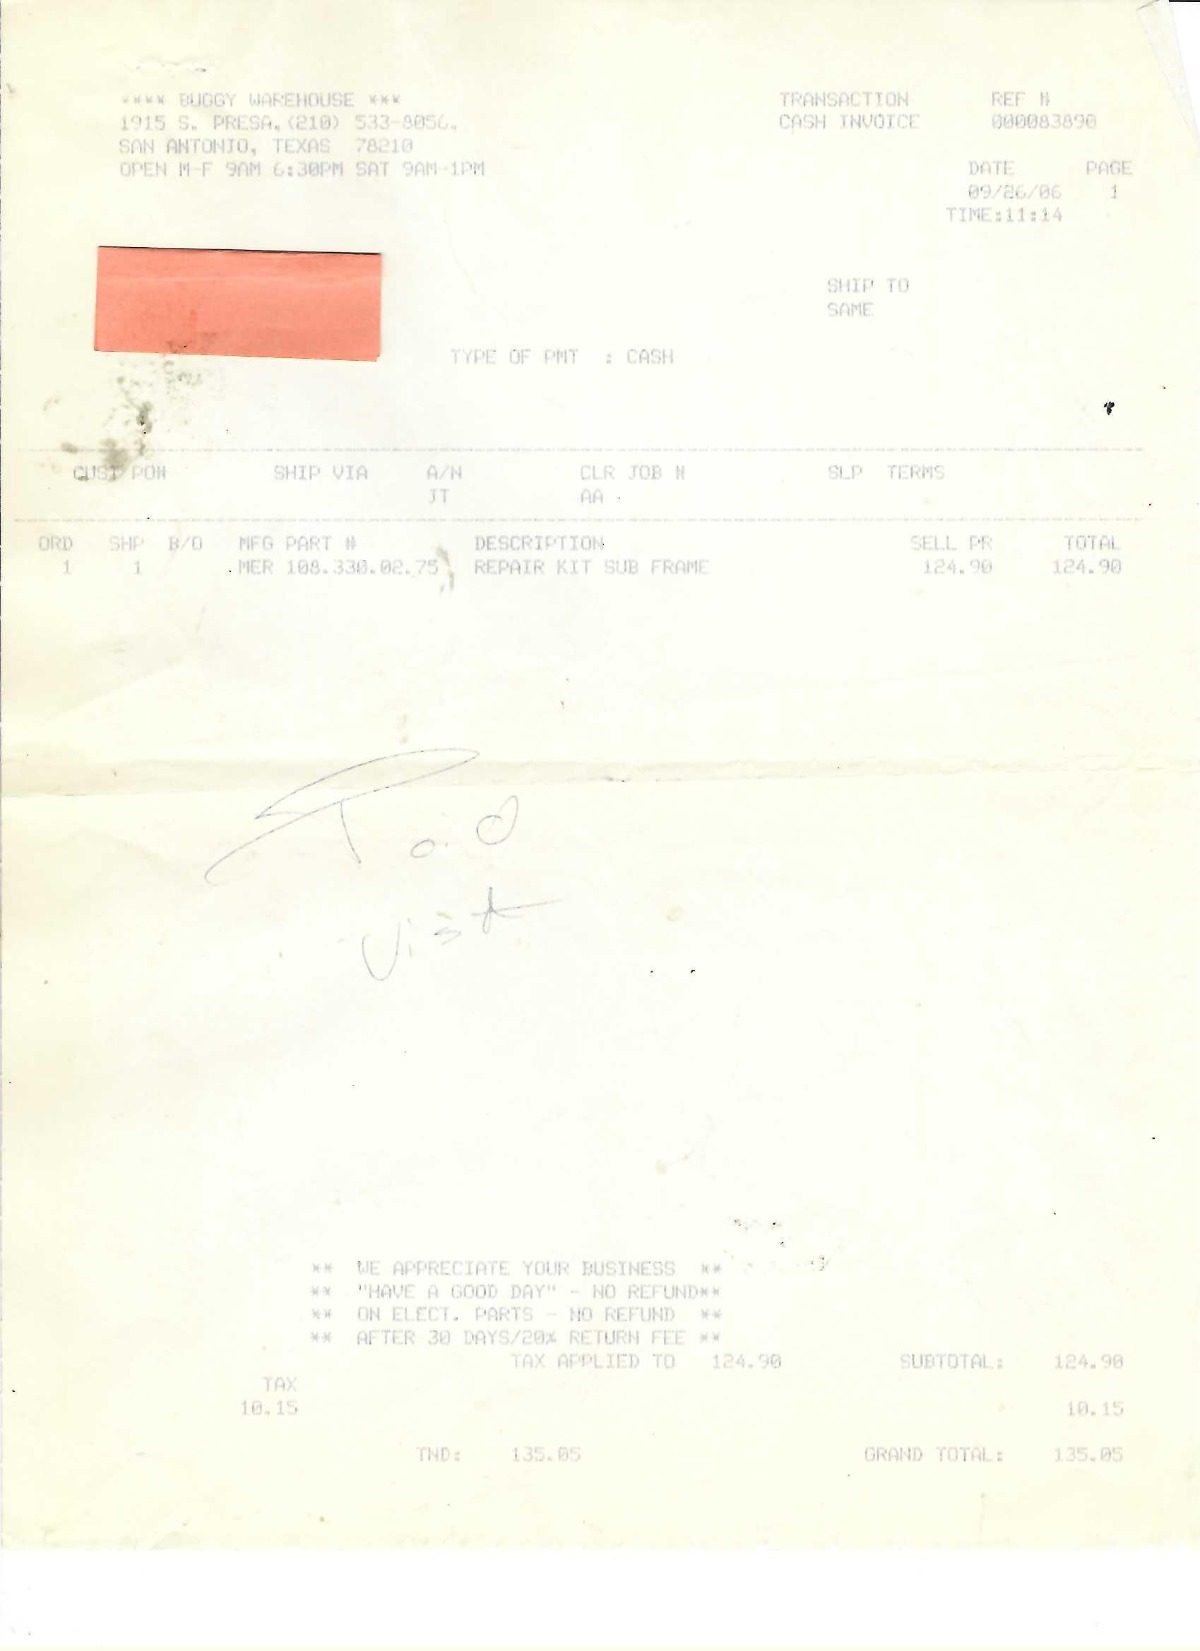 **** BUGGY WAREHOUSE ***
1915 S. PRESA, (210) 533-8056,
SAN ANTONIO, TEXAS 78210
OPEN M-F 9AM 6:30PM SAT 9AM-1PM
TRANSACTION REF #
CASH INVOICE 000083890
DATE PAGE
09/26/06 1
TIME:11:14
SHIP TO
SAME
TYPE OF PMT : CASH
CUST PO# SHIP VIA A/N CLR JOB # SLP TERMS
JT AA
ORD SHP B/O MFG PART # DESCRIPTION SELL PR TOTAL
1 1 MER 108.330.02.75 REPAIR KIT SUB FRAME 124.90 124.90
Paid
Visa
** WE APPRECIATE YOUR BUSINESS **
** "HAVE A GOOD DAY" - NO REFUND**
** ON ELECT. PARTS - NO REFUND **
** AFTER 30 DAYS/20% RETURN FEE **
TAX APPLIED TO 124.90 SUBTOTAL: 124.90
TAX
10.15 10.15
TND: 135.05 GRAND TOTAL: 135.05